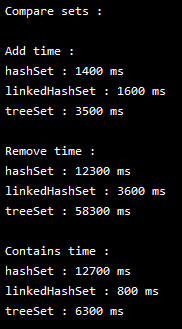 Compare sets :
Add time :
hashSet : 1400 ms
linkedHashSet : 1600 ms
treeSet : 3500 ms
Remove time :
hashSet : 12300 ms
linkedHashSet : 3600 ms
treeSet : 58300 ms
Contains time :
hashSet : 12700 ms
linkedHashSet : 800 ms
treeSet : 6300 ms